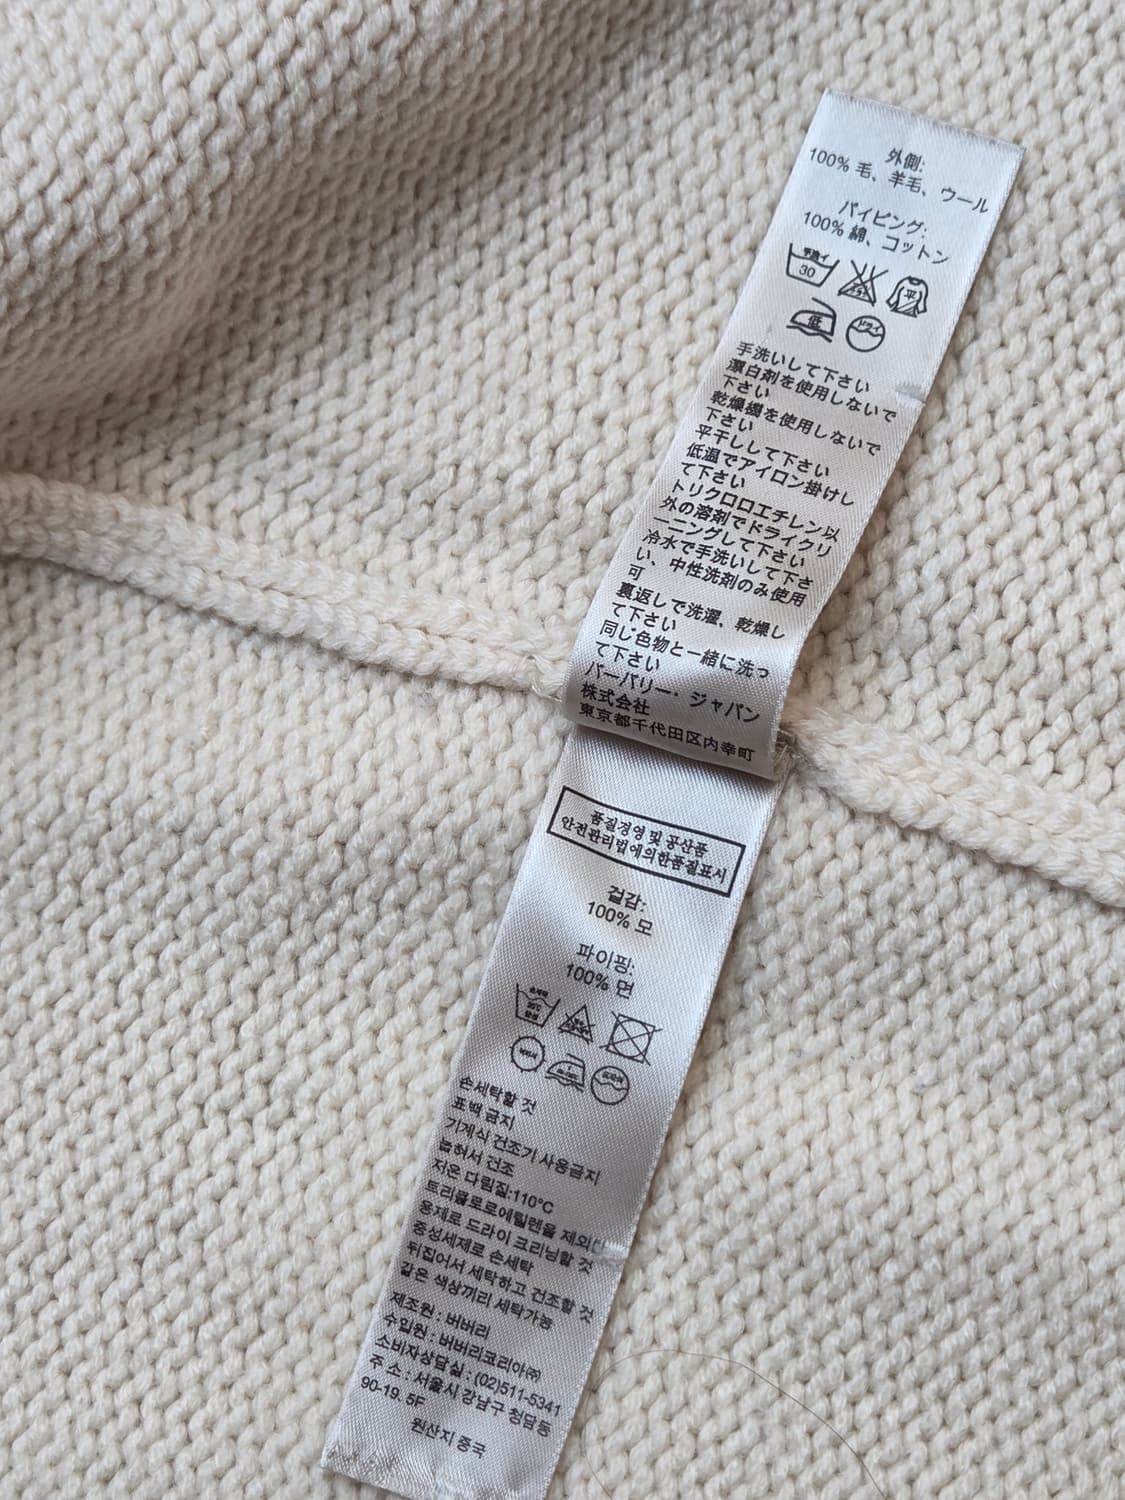 外側:
100% 毛、羊毛、ウール
パイピング:
100% 綿、コットン
手洗イ
30
平
低
ドライ
手洗いして下さい
漂白剤を使用しないで
下さい
乾燥機を使用しないで
下さい
平干しして下さい
低温でアイロン掛けし
て下さい
トリクロロエチレン以
外の溶剤でドライクリ
ーニングして下さい
冷水で手洗いして下さ
い、中性洗剤のみ使用
可
裏返しで洗濯、乾燥し
て下さい
同じ色物と一緒に洗っ
て下さい
バーバリー・ジャパン
株式会社
東京都千代田区内幸町
품질경영 및 공산품
안전관리법에의한품질표시
겉감:
100% 모
파이핑:
100% 면
손세탁할 것
표백 금지
기계식 건조기 사용금지
눕혀서 건조
저온 다림질:110°C
트리클로로에틸렌을 제외한
용제로 드라이 크리닝할 것
중성세제로 손세탁
뒤집어서 세탁하고 건조할 것
같은 색상끼리 세탁가능
제조원 : 버버리
수입원 : 버버리코리아㈜
소비자상담실 : (02)511-5341
주 소 : 서울시 강남구 청담동
90-19. 5F
원산지 중국